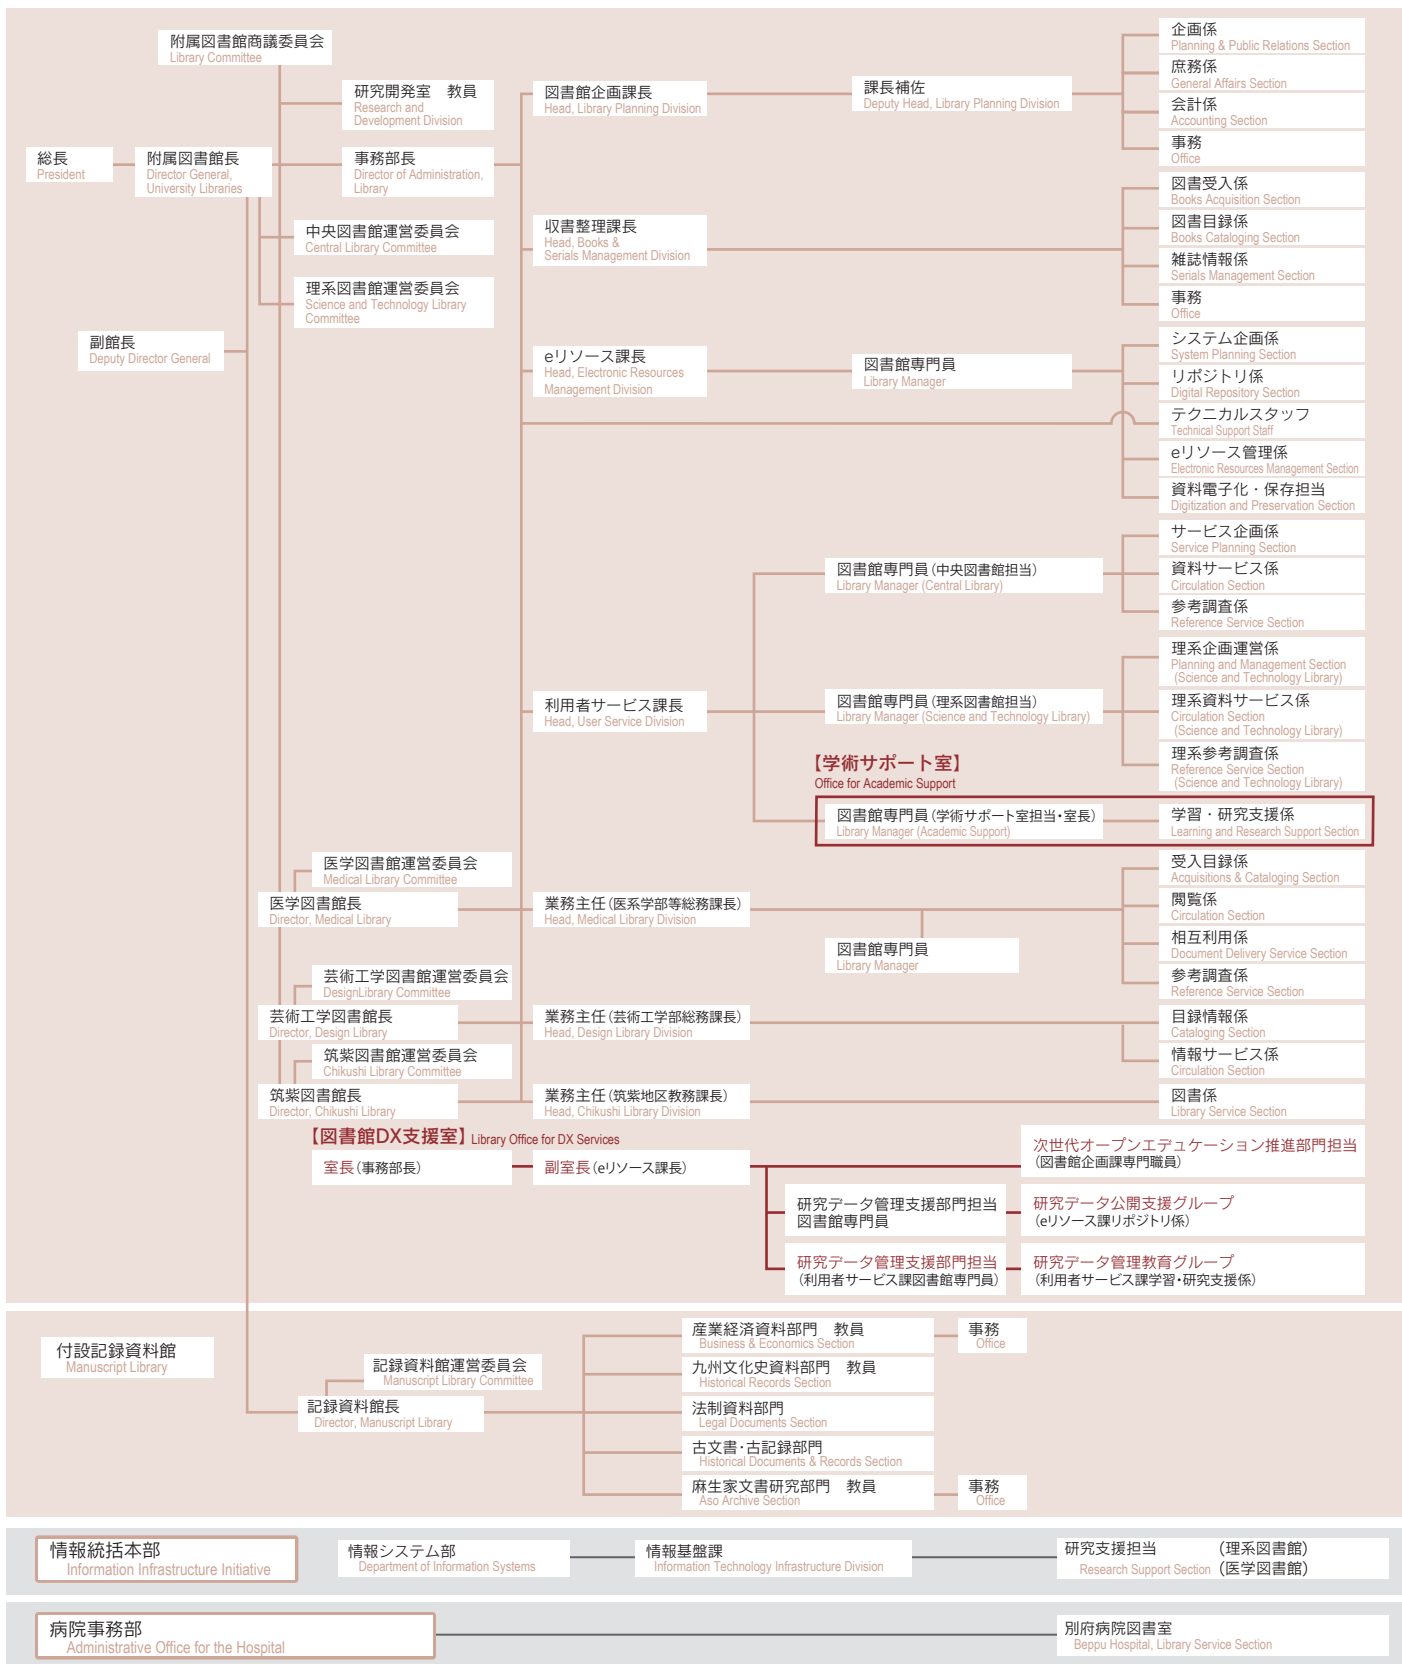 附属図書館商議委員会
Library Committee
研究開発室　教員
Research and
Development Division
総長
President
附属図書館長
Director General,
University Libraries
事務部長
Director of Administration,
Library
中央図書館運営委員会
Central Library Committee
理系図書館運営委員会
Science and Technology Library
Committee
副館長
Deputy Director General
図書館企画課長
Head, Library Planning Division
課長補佐
Deputy Head, Library Planning Division
企画係
Planning & Public Relations Section
庶務係
General Affairs Section
会計係
Accounting Section
事務
Office
収書整理課長
Head, Books &
Serials Management Division
図書受入係
Books Acquisition Section
図書目録係
Books Cataloging Section
雑誌情報係
Serials Management Section
事務
Office
eリソース課長
Head, Electronic Resources
Management Division
図書館専門員
Library Manager
システム企画係
System Planning Section
リポジトリ係
Digital Repository Section
テクニカルスタッフ
Technical Support Staff
eリソース管理係
Electronic Resources Management Section
資料電子化・保存担当
Digitization and Preservation Section
利用者サービス課長
Head, User Service Division
図書館専門員(中央図書館担当)
Library Manager (Central Library)
サービス企画係
Service Planning Section
資料サービス係
Circulation Section
参考調査係
Reference Service Section
図書館専門員(理系図書館担当)
Library Manager (Science and Technology Library)
理系企画運営係
Planning and Management Section
(Science and Technology Library)
理系資料サービス係
Circulation Section
(Science and Technology Library)
理系参考調査係
Reference Service Section
(Science and Technology Library)
【学術サポート室】
Office for Academic Support
図書館専門員(学術サポート室担当・室長)
Library Manager (Academic Support)
学習・研究支援係
Learning and Research Support Section
医学図書館運営委員会
Medical Library Committee
医学図書館長
Director, Medical Library
業務主任(医系学部等総務課長)
Head, Medical Library Division
図書館専門員
Library Manager
受入目録係
Acquisitions & Cataloging Section
閲覧係
Circulation Section
相互利用係
Document Delivery Service Section
参考調査係
Reference Service Section
芸術工学図書館運営委員会
DesignLibrary Committee
芸術工学図書館長
Director, Design Library
業務主任(芸術工学部総務課長)
Head, Design Library Division
目録情報係
Cataloging Section
情報サービス係
Circulation Section
筑紫図書館運営委員会
Chikushi Library Committee
筑紫図書館長
Director, Chikushi Library
業務主任(筑紫地区教務課長)
Head, Chikushi Library Division
図書係
Library Service Section
【図書館DX支援室】Library Office for DX Services
室長(事務部長)
副室長(eリソース課長)
次世代オープンエデュケーション推進部門担当
(図書館企画課専門職員)
研究データ管理支援部門担当
図書館専門員
研究データ公開支援グループ
(eリソース課リポジトリ係)
研究データ管理支援部門担当
(利用者サービス課図書館専門員)
研究データ管理教育グループ
(利用者サービス課学習・研究支援係)
付設記録資料館
Manuscript Library
記録資料館運営委員会
Manuscript Library Committee
記録資料館長
Director, Manuscript Library
産業経済資料部門　教員
Business & Economics Section
事務
Office
九州文化史資料部門　教員
Historical Records Section
法制資料部門
Legal Documents Section
古文書・古記録部門
Historical Documents & Records Section
麻生家文書研究部門　教員
Aso Archive Section
事務
Office
情報統括本部
Information Infrastructure Initiative
情報システム部
Department of Information Systems
情報基盤課
Information Technology Infrastructure Division
研究支援担当　(理系図書館)
Research Support Section (医学図書館)
病院事務部
Administrative Office for the Hospital
別府病院図書室
Beppu Hospital, Library Service Section